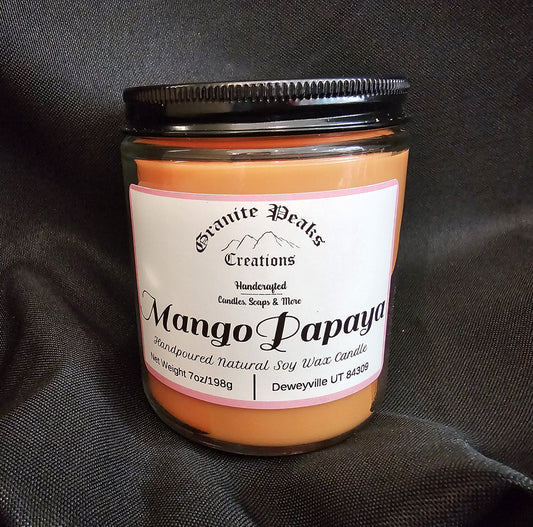 Granite Peaks
Creations
Handcrafted
Candles, Soaps & More
Mango Papaya
Handpoured Natural Soy Wax Candle
Net Weight 7oz/198g
Deweyville UT 84309